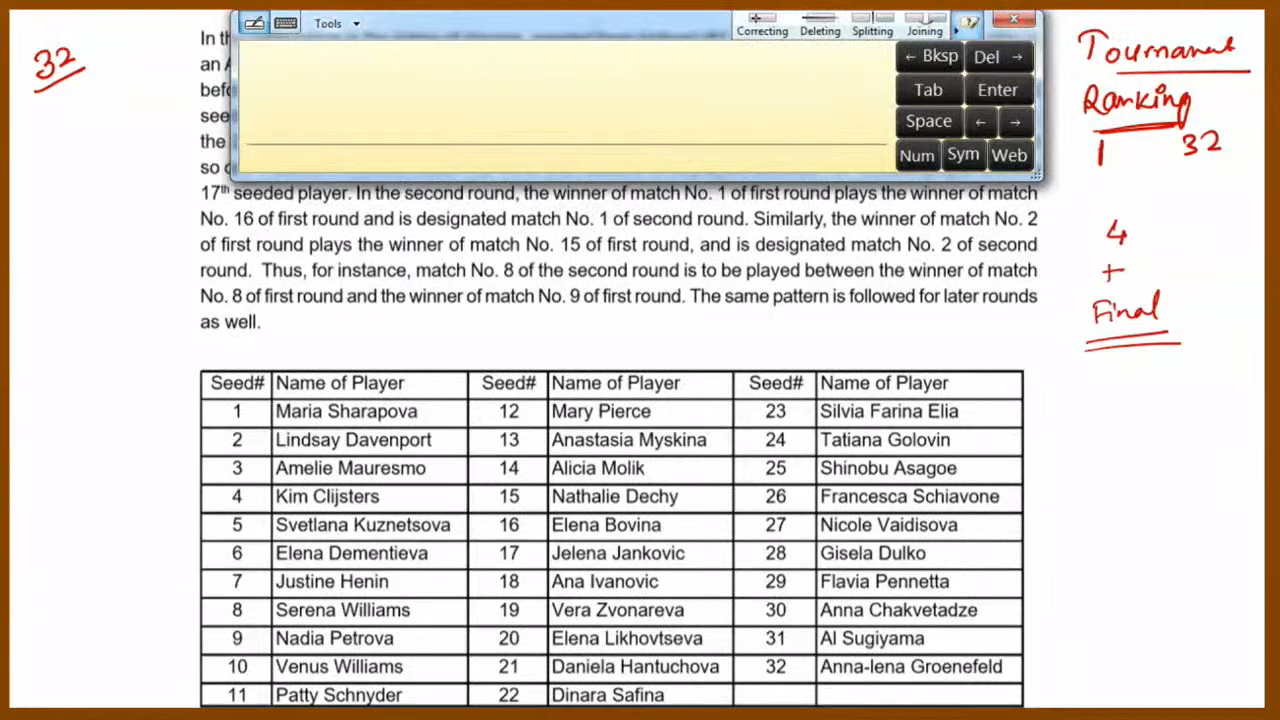 Tools
Correcting Deleting Splitting Joining
← Bksp Del →
Tab Enter
Space ← →
Num Sym Web
32
Tournament
Ranking
1 32
4
+
Final
In
an
the
so
17th seeded player. In the second round, the winner of match No. 1 of first round plays the winner of match
No. 16 of first round and is designated match No. 1 of second round. Similarly, the winner of match No. 2
of first round plays the winner of match No. 15 of first round, and is designated match No. 2 of second
round. Thus, for instance, match No. 8 of the second round is to be played between the winner of match
No. 8 of first round and the winner of match No. 9 of first round. The same pattern is followed for later rounds
as well.
Seed# Name of Player Seed# Name of Player Seed# Name of Player
1 Maria Sharapova 12 Mary Pierce 23 Silvia Farina Elia
2 Lindsay Davenport 13 Anastasia Myskina 24 Tatiana Golovin
3 Amelie Mauresmo 14 Alicia Molik 25 Shinobu Asagoe
4 Kim Clijsters 15 Nathalie Dechy 26 Francesca Schiavone
5 Svetlana Kuznetsova 16 Elena Bovina 27 Nicole Vaidisova
6 Elena Dementieva 17 Jelena Jankovic 28 Gisela Dulko
7 Justine Henin 18 Ana Ivanovic 29 Flavia Pennetta
8 Serena Williams 19 Vera Zvonareva 30 Anna Chakvetadze
9 Nadia Petrova 20 Elena Likhovtseva 31 Al Sugiyama
10 Venus Williams 21 Daniela Hantuchova 32 Anna-lena Groenefeld
11 Patty Schnyder 22 Dinara Safina